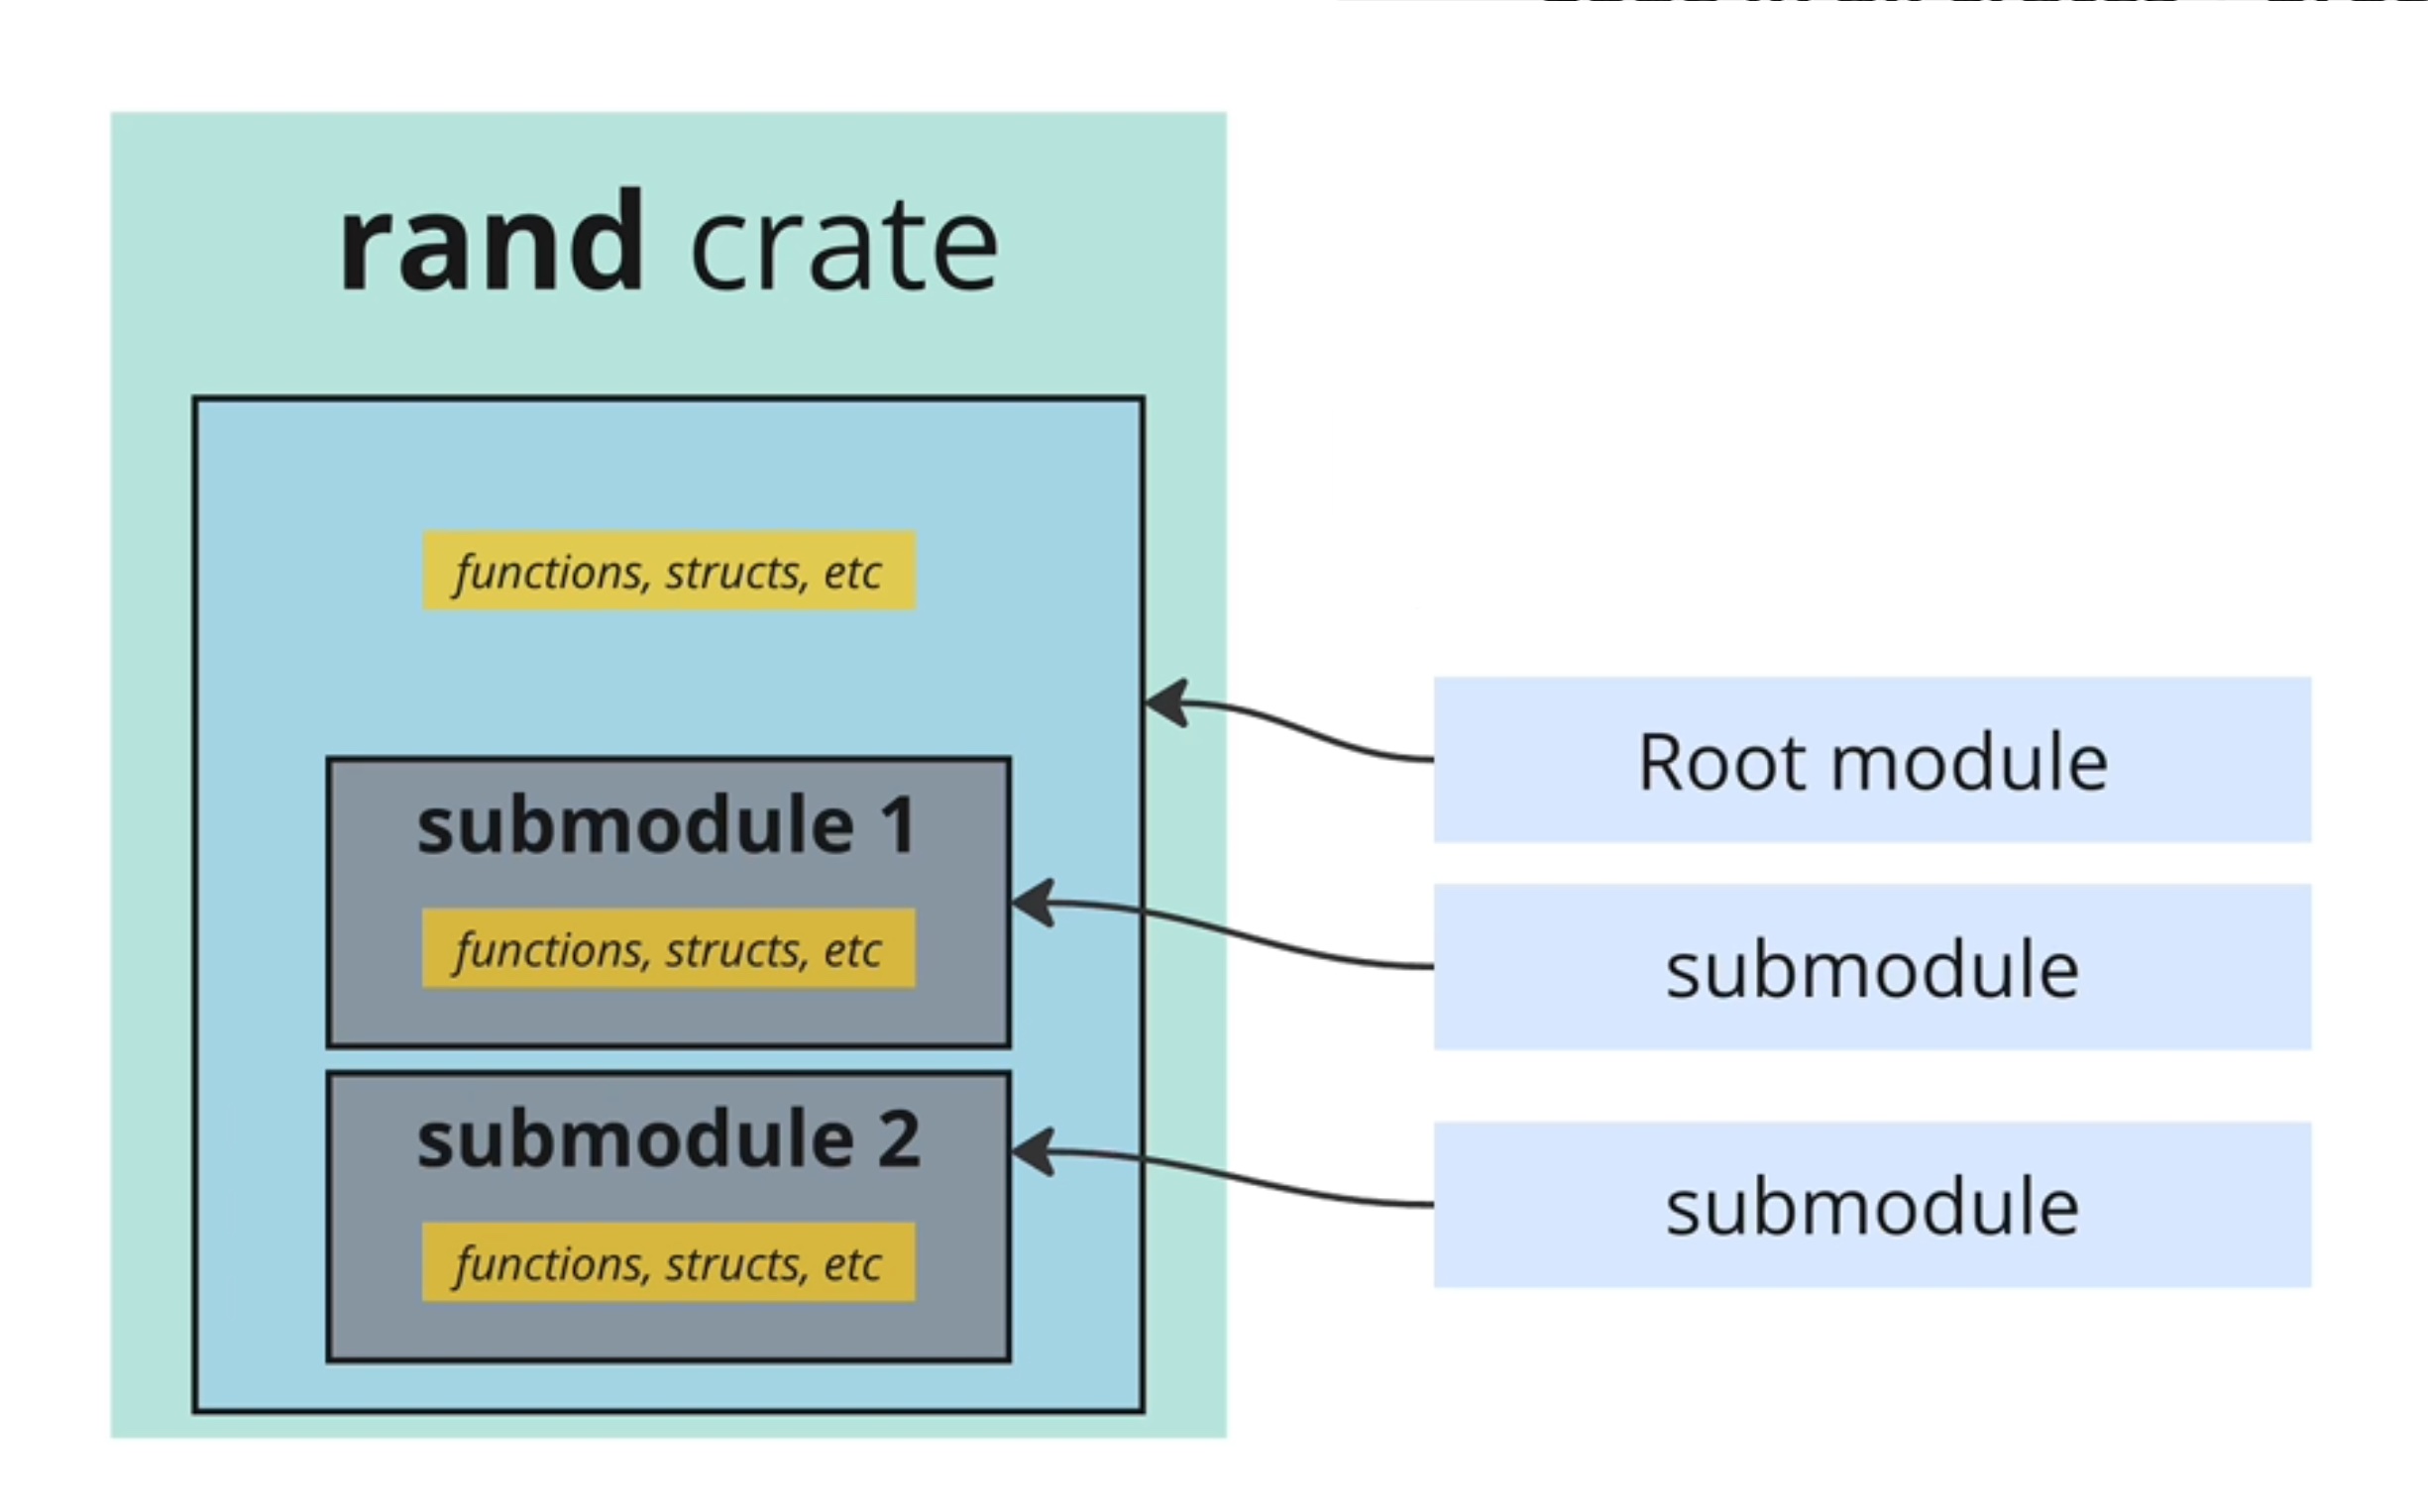 rand crate
functions, structs, etc
submodule 1
functions, structs, etc
submodule 2
functions, structs, etc
Root module
submodule
submodule